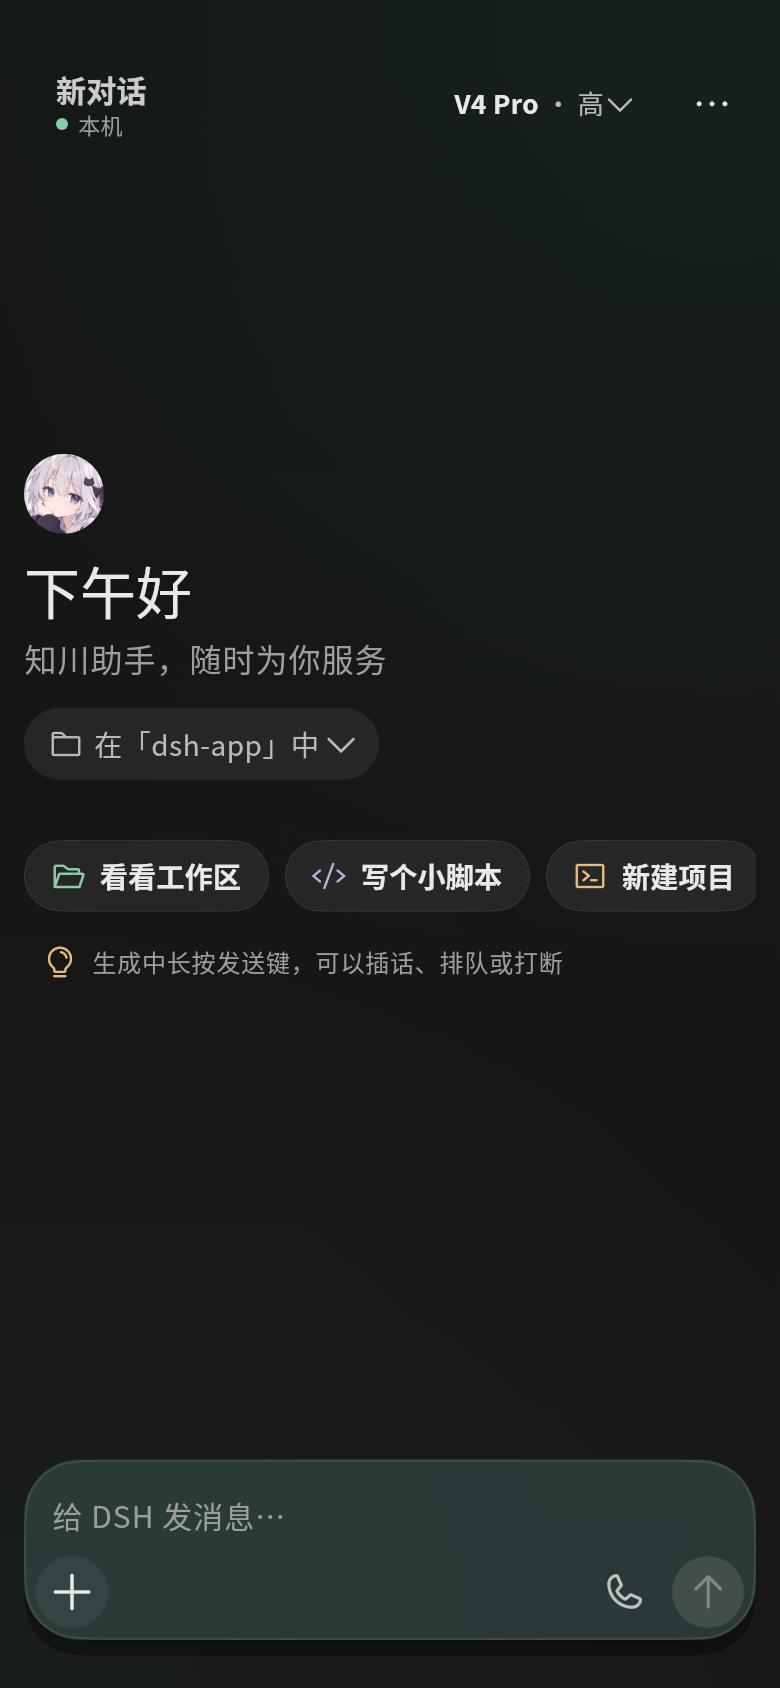 新对话
本机
V4 Pro · 高
下午好
知川助手，随时为你服务
在「dsh-app」中
看看工作区
写个小脚本
新建项目
生成中长按发送键，可以插话、排队或打断
给 DSH 发消息…